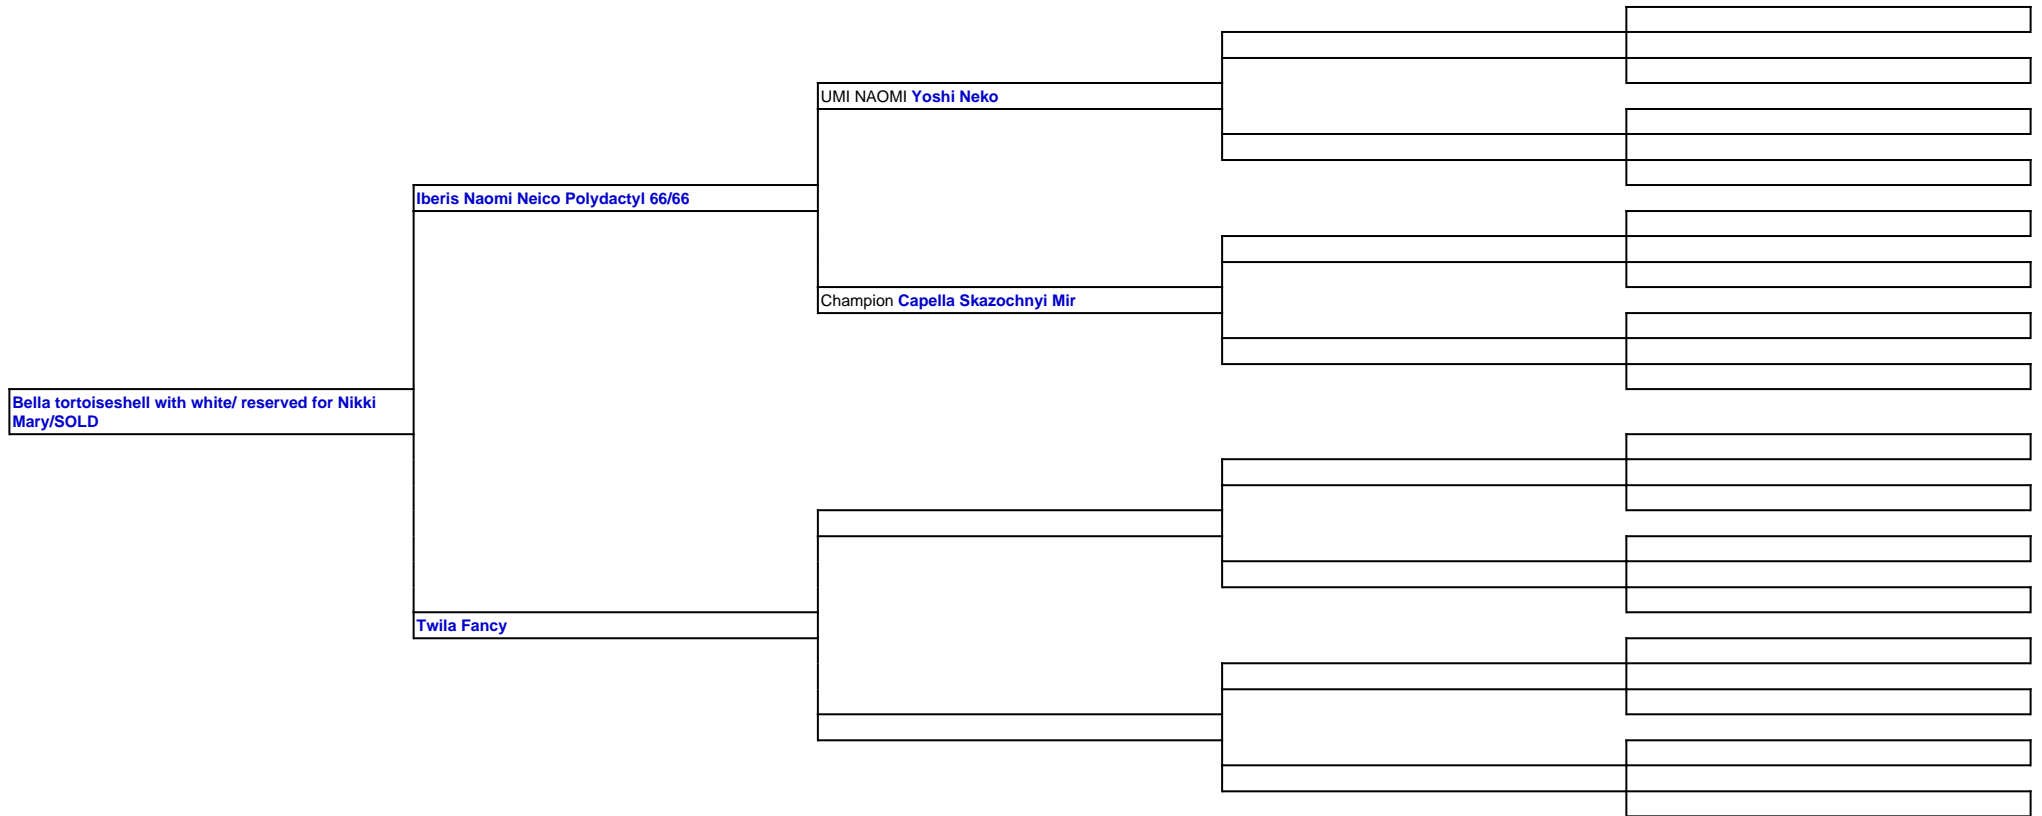 UMI NAOMI Yoshi Neko
Iberis Naomi Neico Polydactyl 66/66
Champion Capella Skazochnyi Mir
Bella tortoiseshell with white/ reserved for Nikki
Mary/SOLD
Twila Fancy